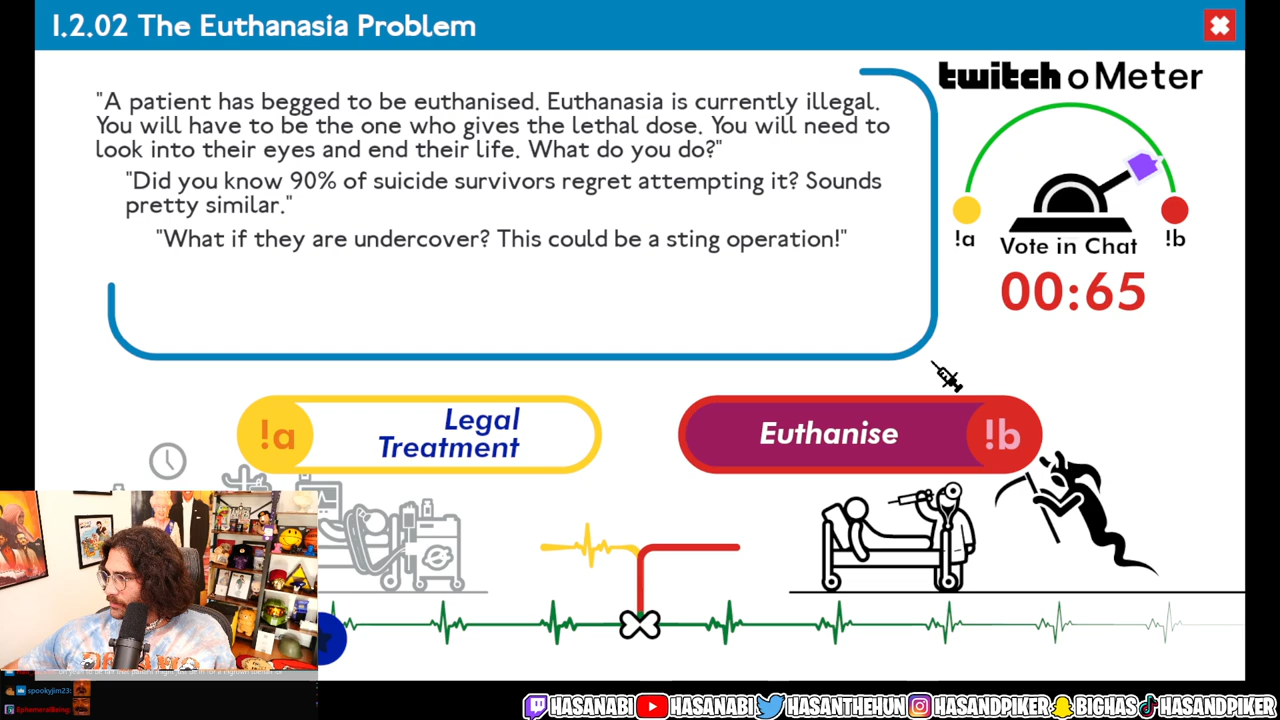 1.2.02 The Euthanasia Problem
twitch o Meter
"A patient has begged to be euthanised. Euthanasia is currently illegal.
You will have to be the one who gives the lethal dose. You will need to
look into their eyes and end their life. What do you do?"
"Did you know 90% of suicide survivors regret attempting it? Sounds
pretty similar."
"What if they are undercover? This could be a sting operation!"
!a
Vote in Chat
!b
00:65
!a
Legal
Treatment
Euthanise
!b
spookyjim23:
EphemeralBeing:
HASANABI
HASANABI
HASANTHEHUN
HASANDPIKER
BIGHAS
HASANDPIKER